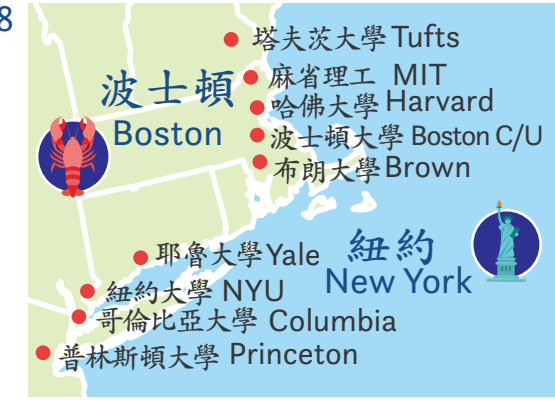 8
塔夫茨大學 Tufts
麻省理工 MIT
哈佛大學 Harvard
波士頓大學 Boston C/U
布朗大學 Brown
波士頓
Boston
耶魯大學 Yale
紐約大學 NYU
哥倫比亞大學 Columbia
普林斯頓大學 Princeton
紐約
New York